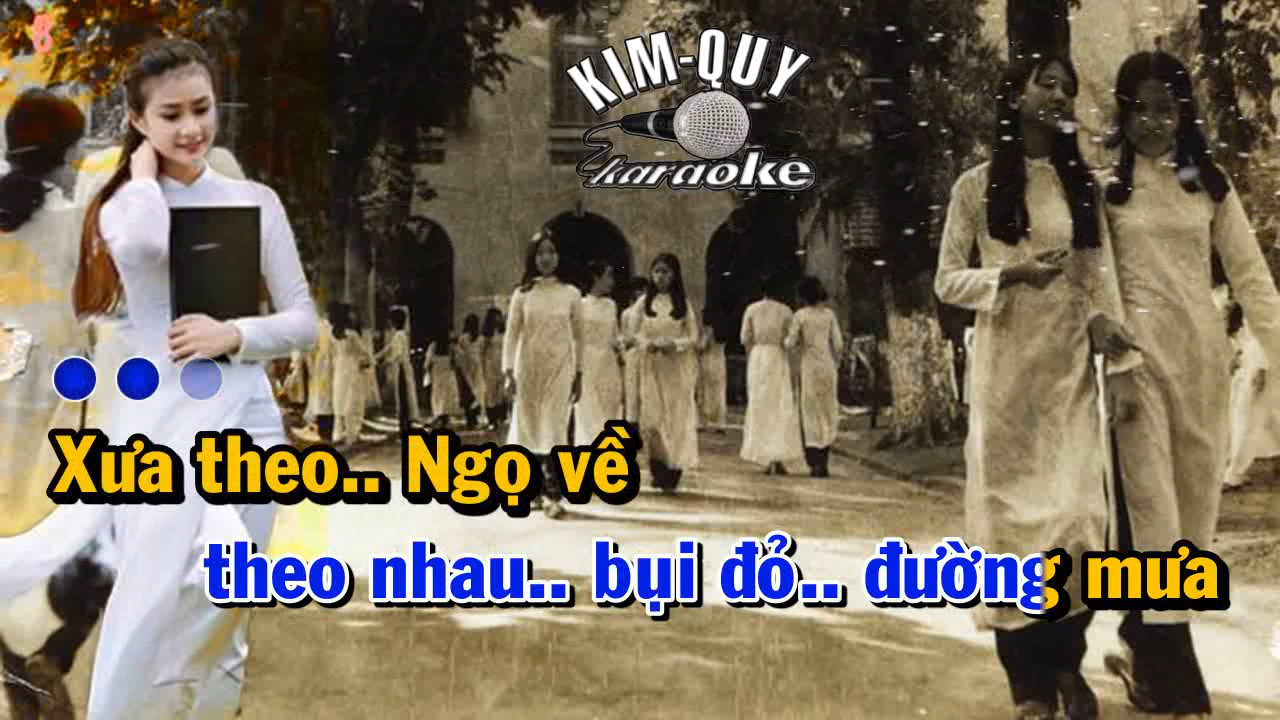 KIM-QUY
karaoke
Xưa theo.. Ngọ về
theo nhau.. bụi đỏ.. đường mưa